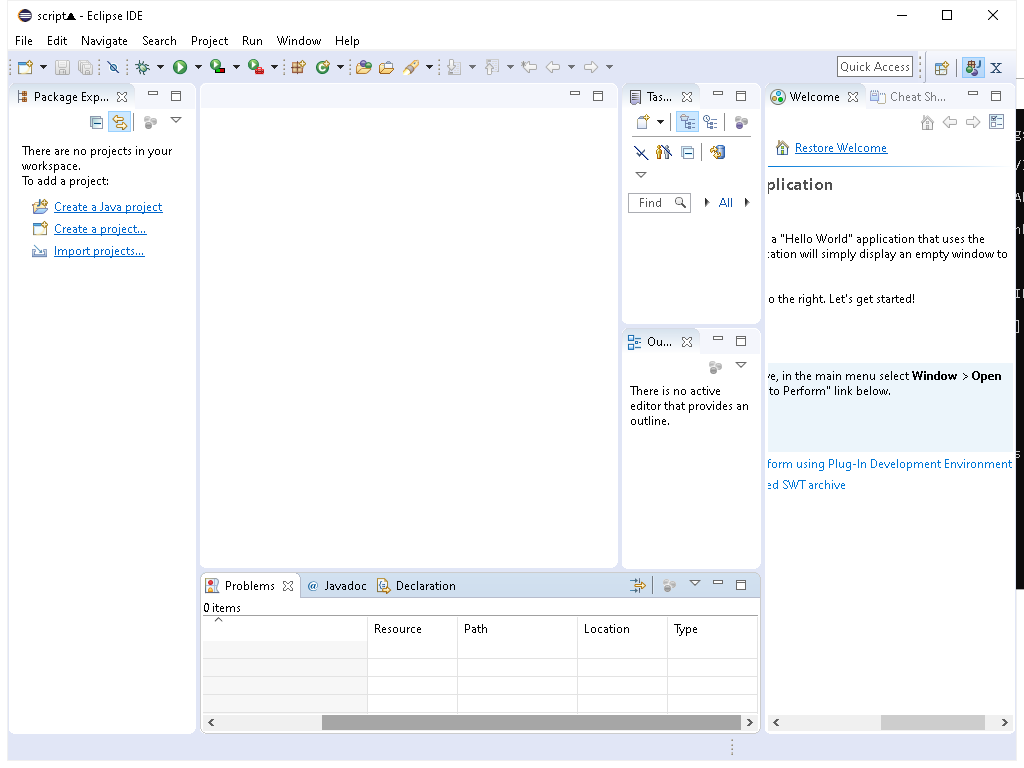 script▲ - Eclipse IDE
File Edit Navigate Search Project Run Window Help
Quick Access
Package Exp...
There are no projects in your
workspace.
To add a project:
Create a Java project
Create a project...
Import projects...
Tas...
Find
All
Ou...
There is no active
editor that provides an
outline.
Welcome
Cheat Sh...
Restore Welcome
plication
a "Hello World" application that uses the
cation will simply display an empty window to
o the right. Let's get started!
ve, in the main menu select Window > Open
to Perform" link below.
form using Plug-In Development Environment
ed SWT archive
Problems
@ Javadoc
Declaration
0 items
Resource Path Location Type